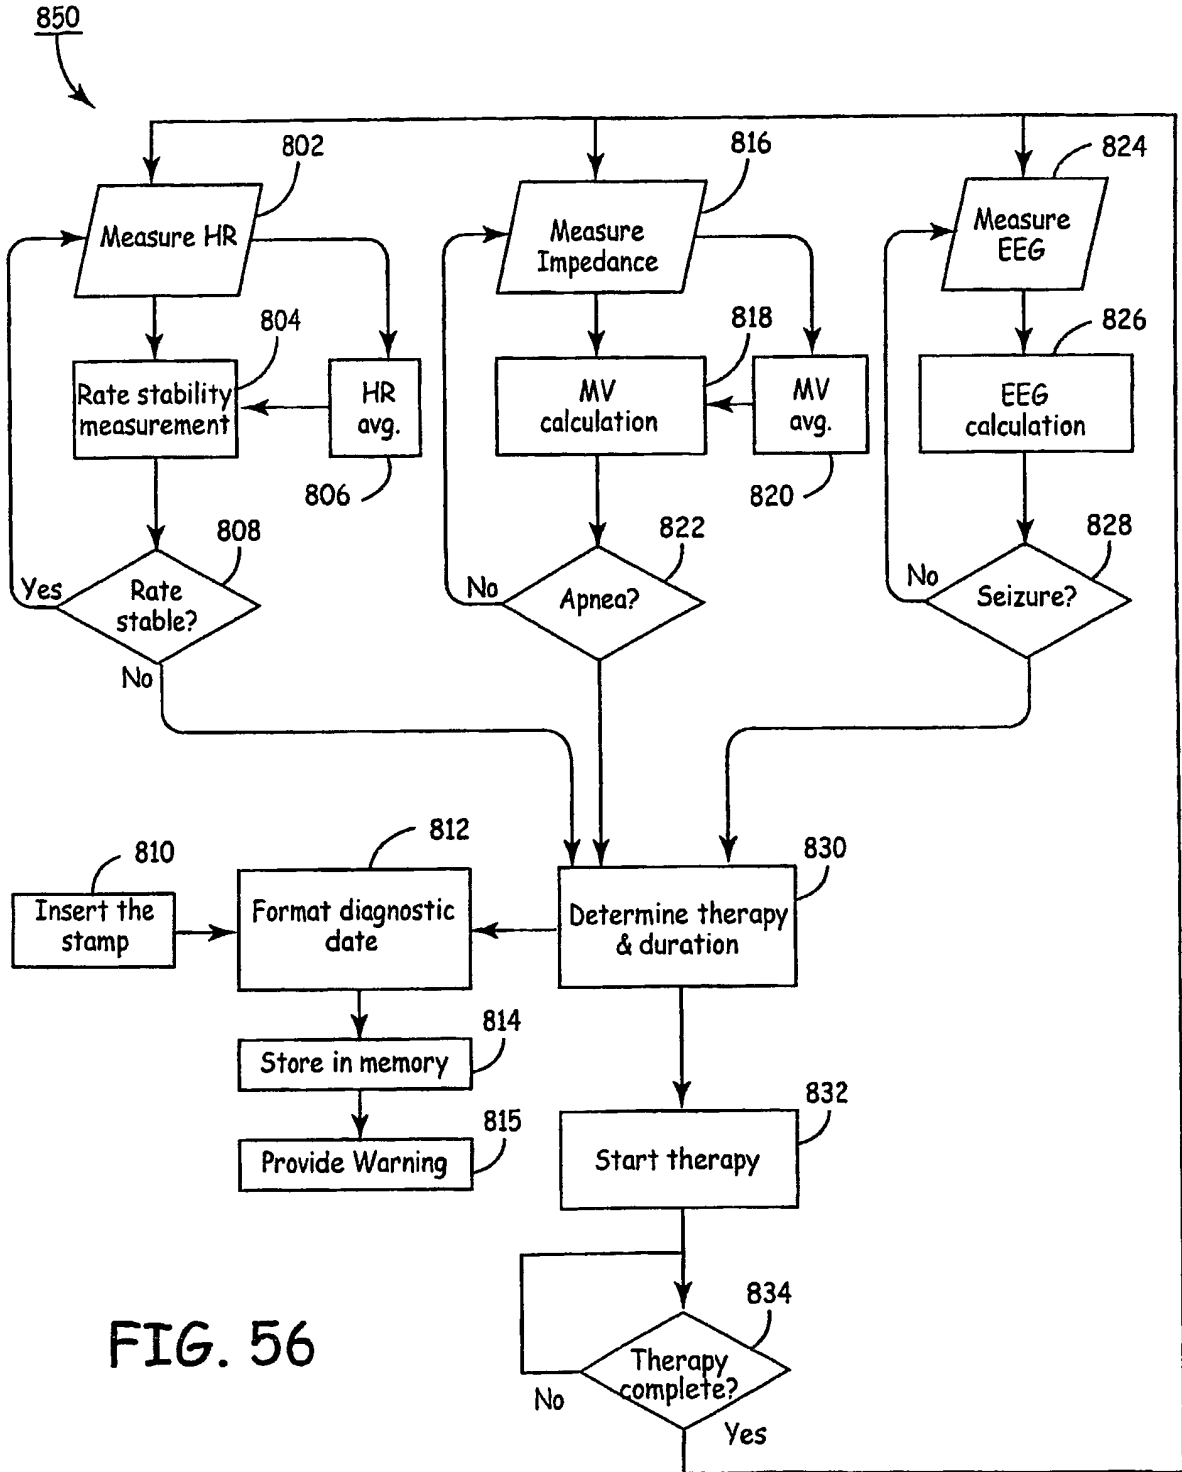 850
802
816
824
Measure HR
Measure
Impedance
Measure
EEG
804
818
826
Rate stability
measurement
HR
avg.
MV
calculation
MV
avg.
EEG
calculation
806
820
808
822
828
Yes
Rate
stable?
No
No
Apnea?
No
Seizure?
810
812
830
Insert the
stamp
Format diagnostic
date
Determine therapy
& duration
814
Store in memory
832
815
Provide Warning
Start therapy
834
Therapy
complete?
No
Yes
FIG. 56